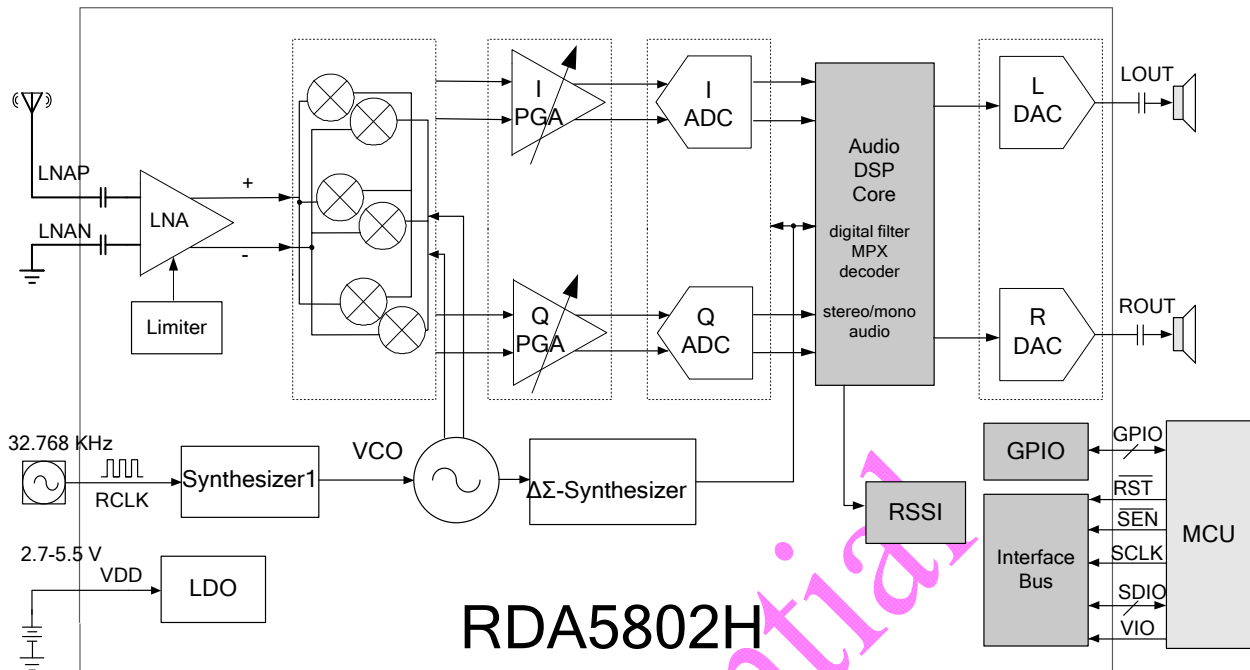 LNAP
LNAN
+
-
LNA
Limiter
I
PGA
I
ADC
Q
PGA
Q
ADC
Audio
DSP
Core
digital filter
MPX
decoder
stereo/mono
audio
L
DAC
LOUT
R
DAC
ROUT
32.768 KHz
RCLK
Synthesizer1
VCO
ΔΣ-Synthesizer
RSSI
GPIO
GPIO
RST
SEN
SCLK
SDIO
VIO
Interface
Bus
MCU
2.7-5.5 V
VDD
LDO
RDA5802H
ntial